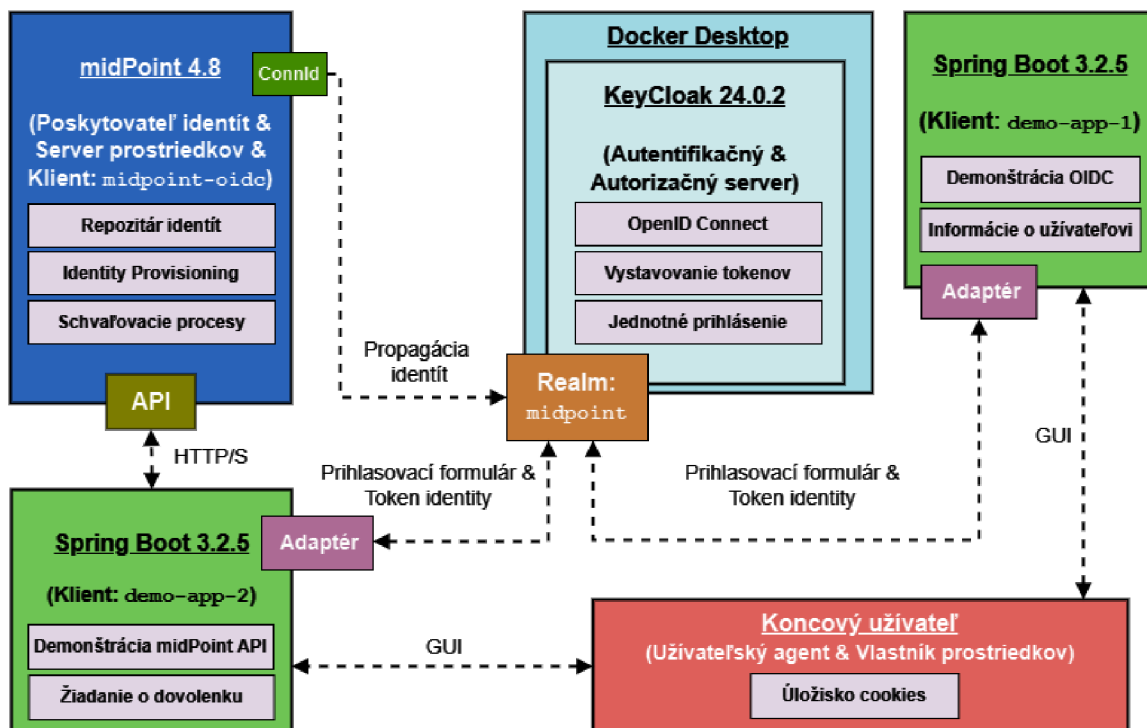 midPoint 4.8
ConnId
(Poskytovateľ identít &
Server prostriedkov &
Klient: midpoint-oidc)
Repozitár identít
Identity Provisioning
Schvaľovacie procesy
API
Docker Desktop
KeyCloak 24.0.2
(Autentifikačný &
Autorizačný server)
OpenID Connect
Vystavovanie tokenov
Jednotné prihlásenie
Realm:
midpoint
Spring Boot 3.2.5
(Klient: demo-app-1)
Demonštrácia OIDC
Informácie o užívateľovi
Adaptér
Propagácia
identít
HTTP/S
Prihlasovací formulár &
Token identity
Prihlasovací formulár &
Token identity
GUI
Spring Boot 3.2.5
Adaptér
(Klient: demo-app-2)
Demonštrácia midPoint API
Žiadanie o dovolenku
GUI
Koncový užívateľ
(Užívateľský agent & Vlastník prostriedkov)
Úložisko cookies